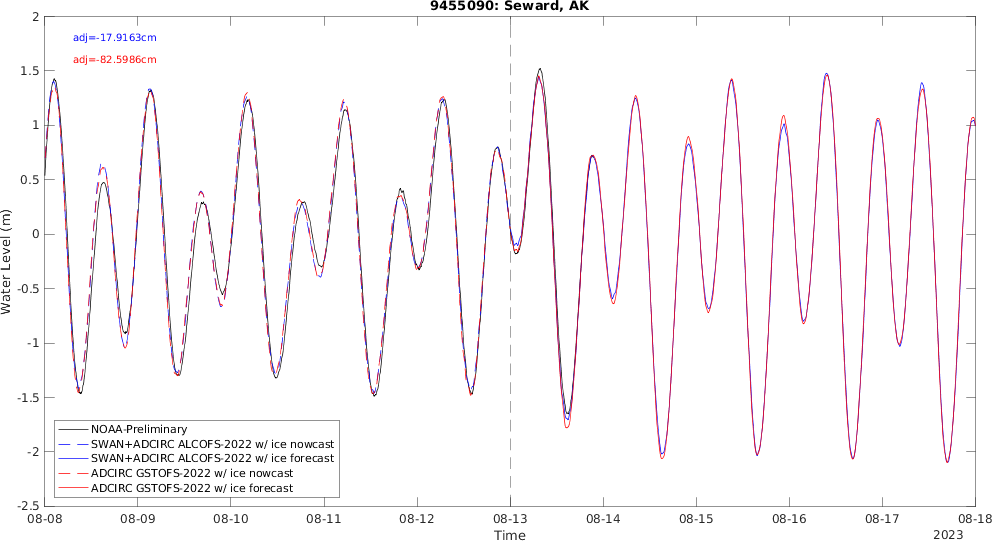 9455090: Seward, AK
adj=-17.9163cm
adj=-82.5986cm
Water Level (m)
2
1.5
1
0.5
0
-0.5
-1
-1.5
-2
-2.5
NOAA-Preliminary
SWAN+ADCIRC ALCOFS-2022 w/ ice nowcast
SWAN+ADCIRC ALCOFS-2022 w/ ice forecast
ADCIRC GSTOFS-2022 w/ ice nowcast
ADCIRC GSTOFS-2022 w/ ice forecast
08-08 08-09 08-10 08-11 08-12 08-13 08-14 08-15 08-16 08-17 08-18
Time
2023